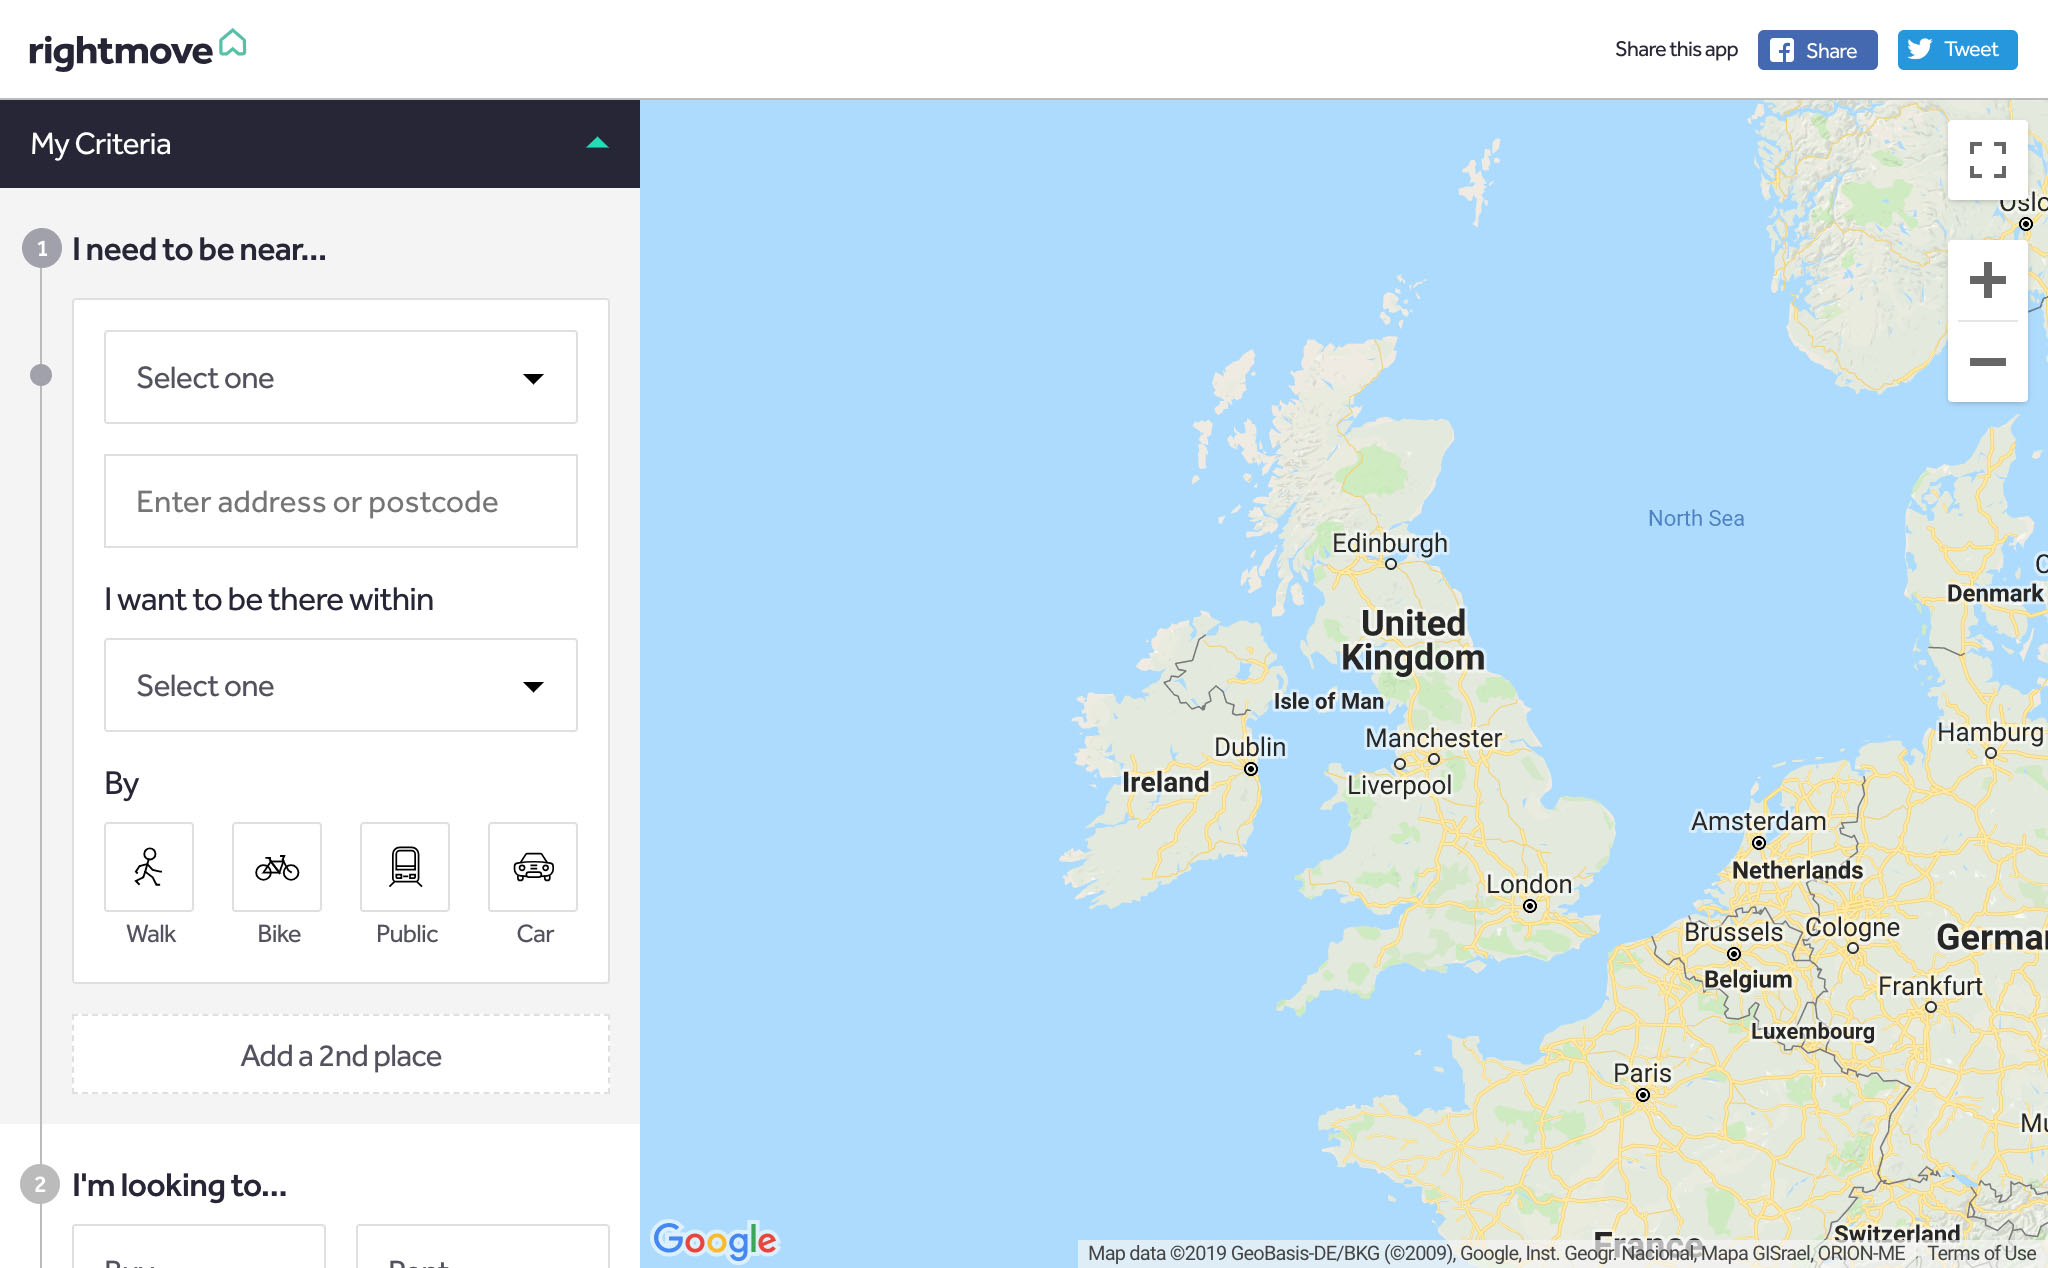 rightmove
Share this app
Share
Tweet
My Criteria
1
I need to be near...
Select one
Enter address or postcode
I want to be there within
Select one
By
Walk
Bike
Public
Car
Add a 2nd place
2
I'm looking to...
Buy
Rent
Oslo
North Sea
Edinburgh
Denmark
United
Kingdom
Isle of Man
Hamburg
Manchester
Dublin
Liverpool
Ireland
Amsterdam
Netherlands
London
Brussels
Cologne
Belgium
Frankfurt
Luxembourg
Paris
Switzerland
France
Google
Map data ©2019 GeoBasis-DE/BKG (©2009), Google, Inst. Geogr. Nacional, Mapa GISrael, ORION-ME
Terms of Use